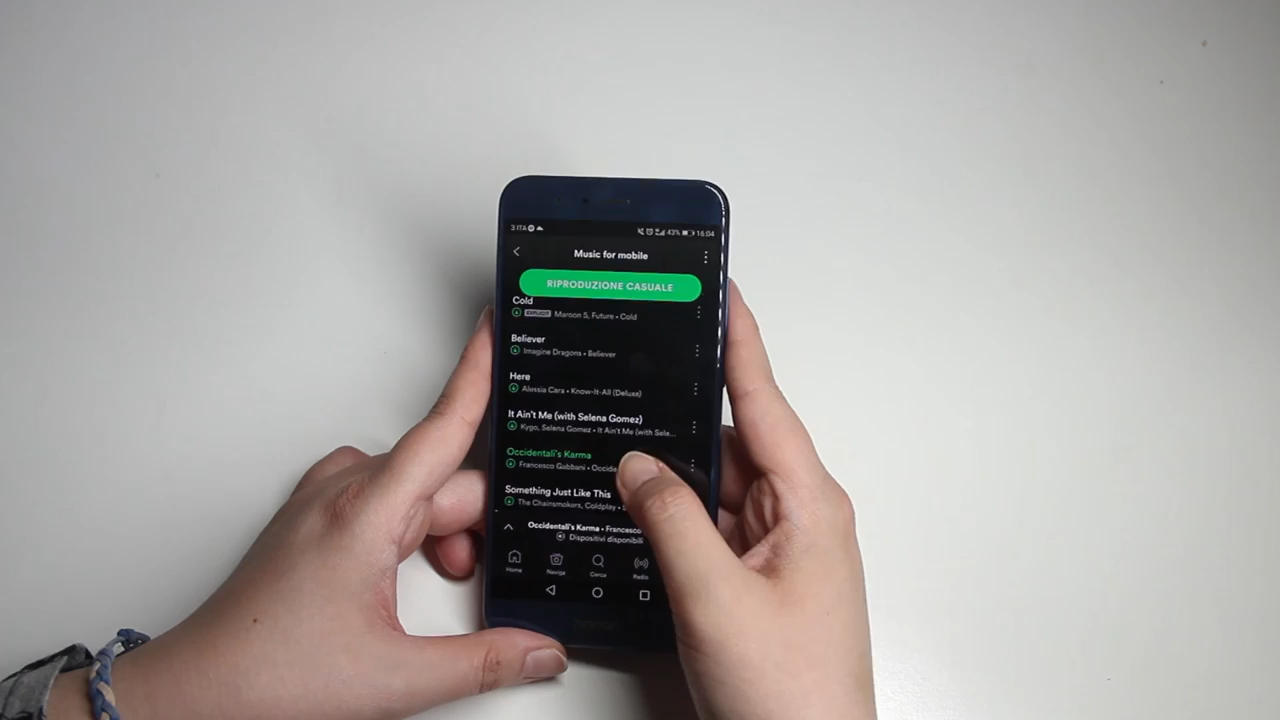 3 ITA 43% 16:04
Music for mobile
RIPRODUZIONE CASUALE
Cold
EXPLICIT Maroon 5, Future • Cold
Believer
Imagine Dragons • Believer
Here
Alessia Cara • Know-It-All (Deluxe)
It Ain't Me (with Selena Gomez)
Kygo, Selena Gomez • It Ain't Me (with Sele...
Occidentali's Karma
Francesco Gabbani • Occide
Something Just Like This
The Chainsmokers, Coldplay • S
Occidentali's Karma • Francesco
Dispositivi disponibili
Home Naviga Cerca Radio